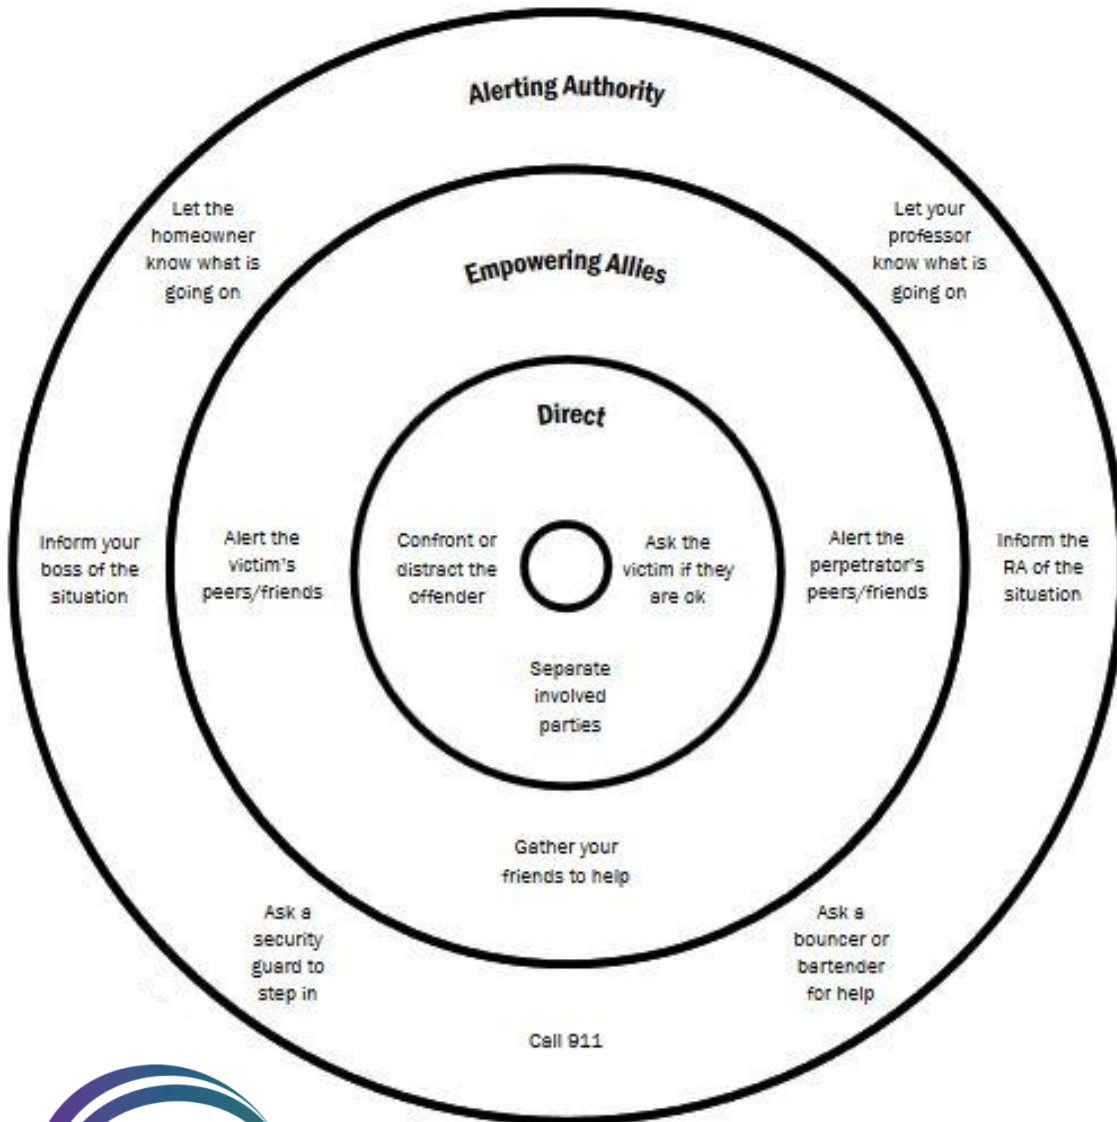 Alerting Authority
Let the
homeowner
know what is
going on
Let your
professor
know what is
going on
Empowering Allies
Direct
Inform your
boss of the
situation
Alert the
victim's
peers/friends
Confront or
distract the
offender
Ask the
victim if they
are ok
Alert the
perpetrator's
peers/friends
Inform the
RA of the
situation
Separate
involved
parties
Gather your
friends to help
Ask a
security
guard to
step in
Ask a
bouncer or
bartender
for help
Call 911